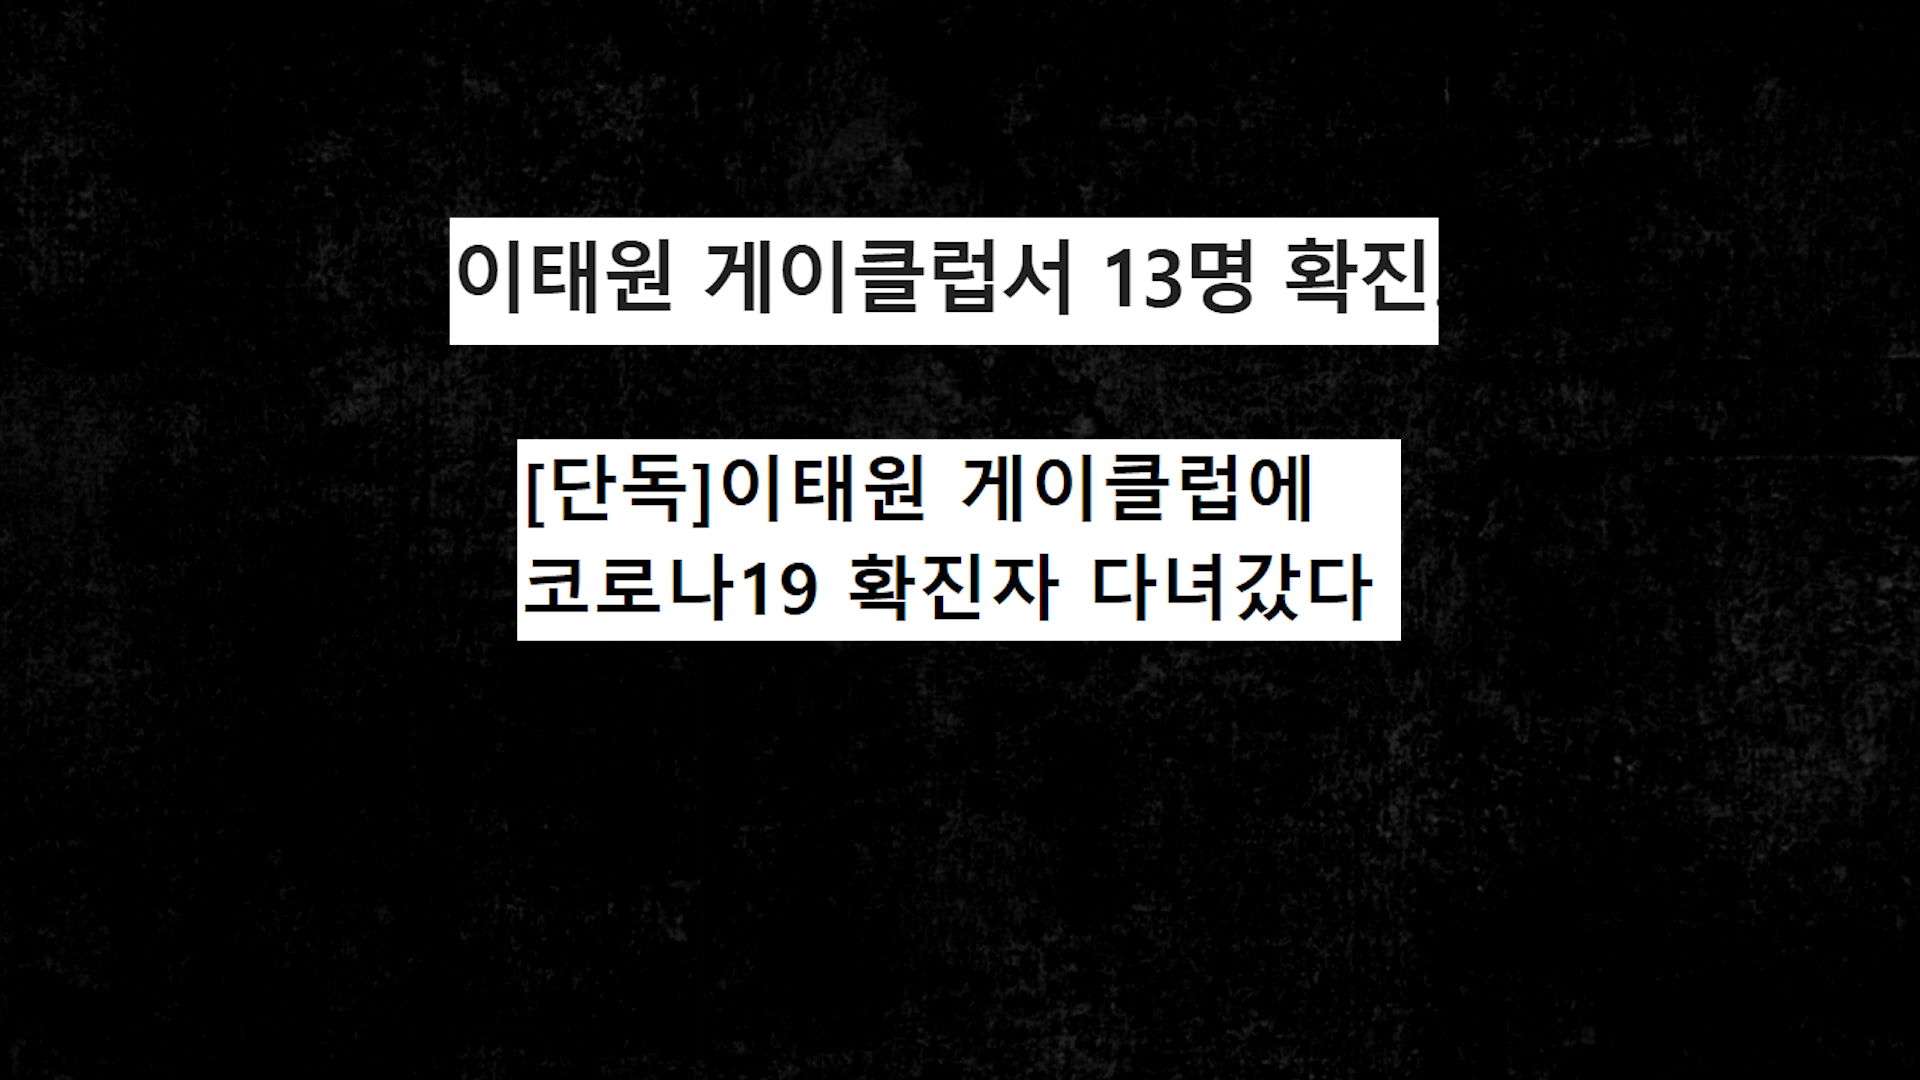 이태원 게이클럽서 13명 확진
[단독]이태원 게이클럽에
코로나19 확진자 다녀갔다